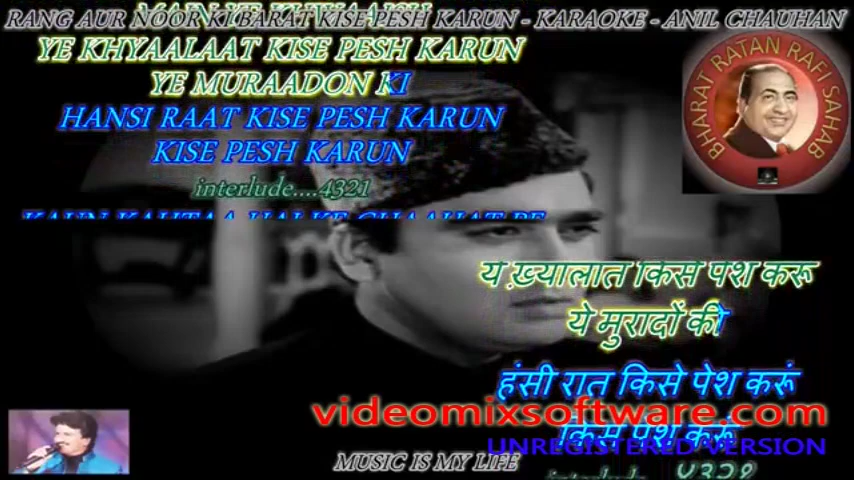 RANG AUR NOOR KI BARAT KISE PESH KARUN - KARAOKE - ANIL CHAUHAN
YE KHYAALAAT KISE PESH KARUN
YE MURAADON KI
HANSI RAAT KISE PESH KARUN
KISE PESH KARUN
interlude....4321
BHARAT RATAN RAFI SAHAB
ये ख़्यालात किसे पेश करूं
ये मुरादों की
हंसी रात किसे पेश करूं
videomixsoftware.com
किसे पेश करूं
UNREGISTERED VERSION
MUSIC IS MY LIFE